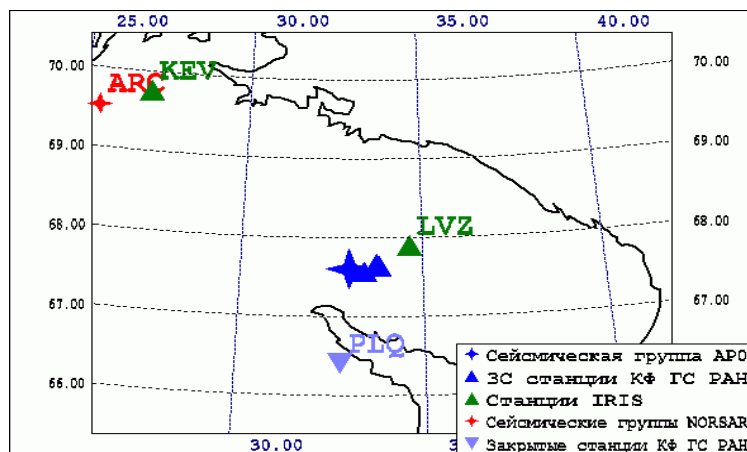 25.00 30.00 35.00 40.00
70.00 70.00
ARC KEV
69.00 69.00
68.00 LVZ 68.00
67.00 67.00
PLQ
66.00
Сейсмическая группа АР0
ЗС станции КФ ГС РАН
Станции IRIS
Сейсмические группы NORSAR
Закрытые станции КФ ГС РАН
30.00 3